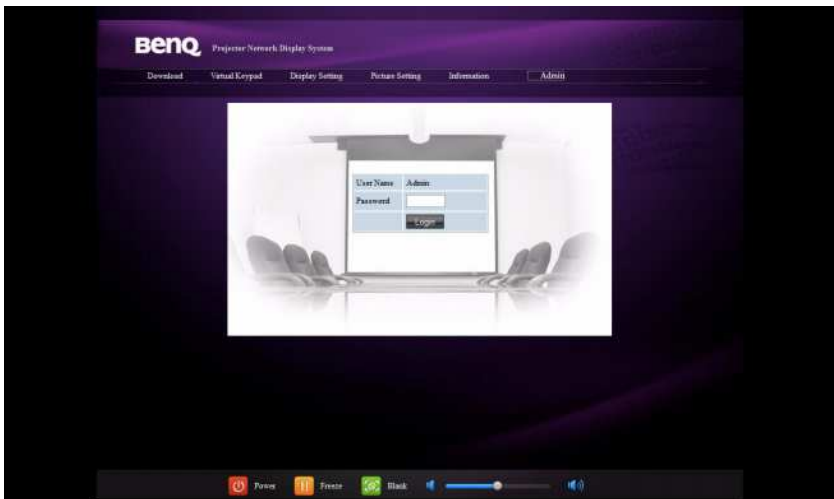 BenQ Projector Network Display System
Download Virtual Keypad Display Setting Picture Setting Information Admin
User Name Admin
Password
Login
Power Freeze Blank